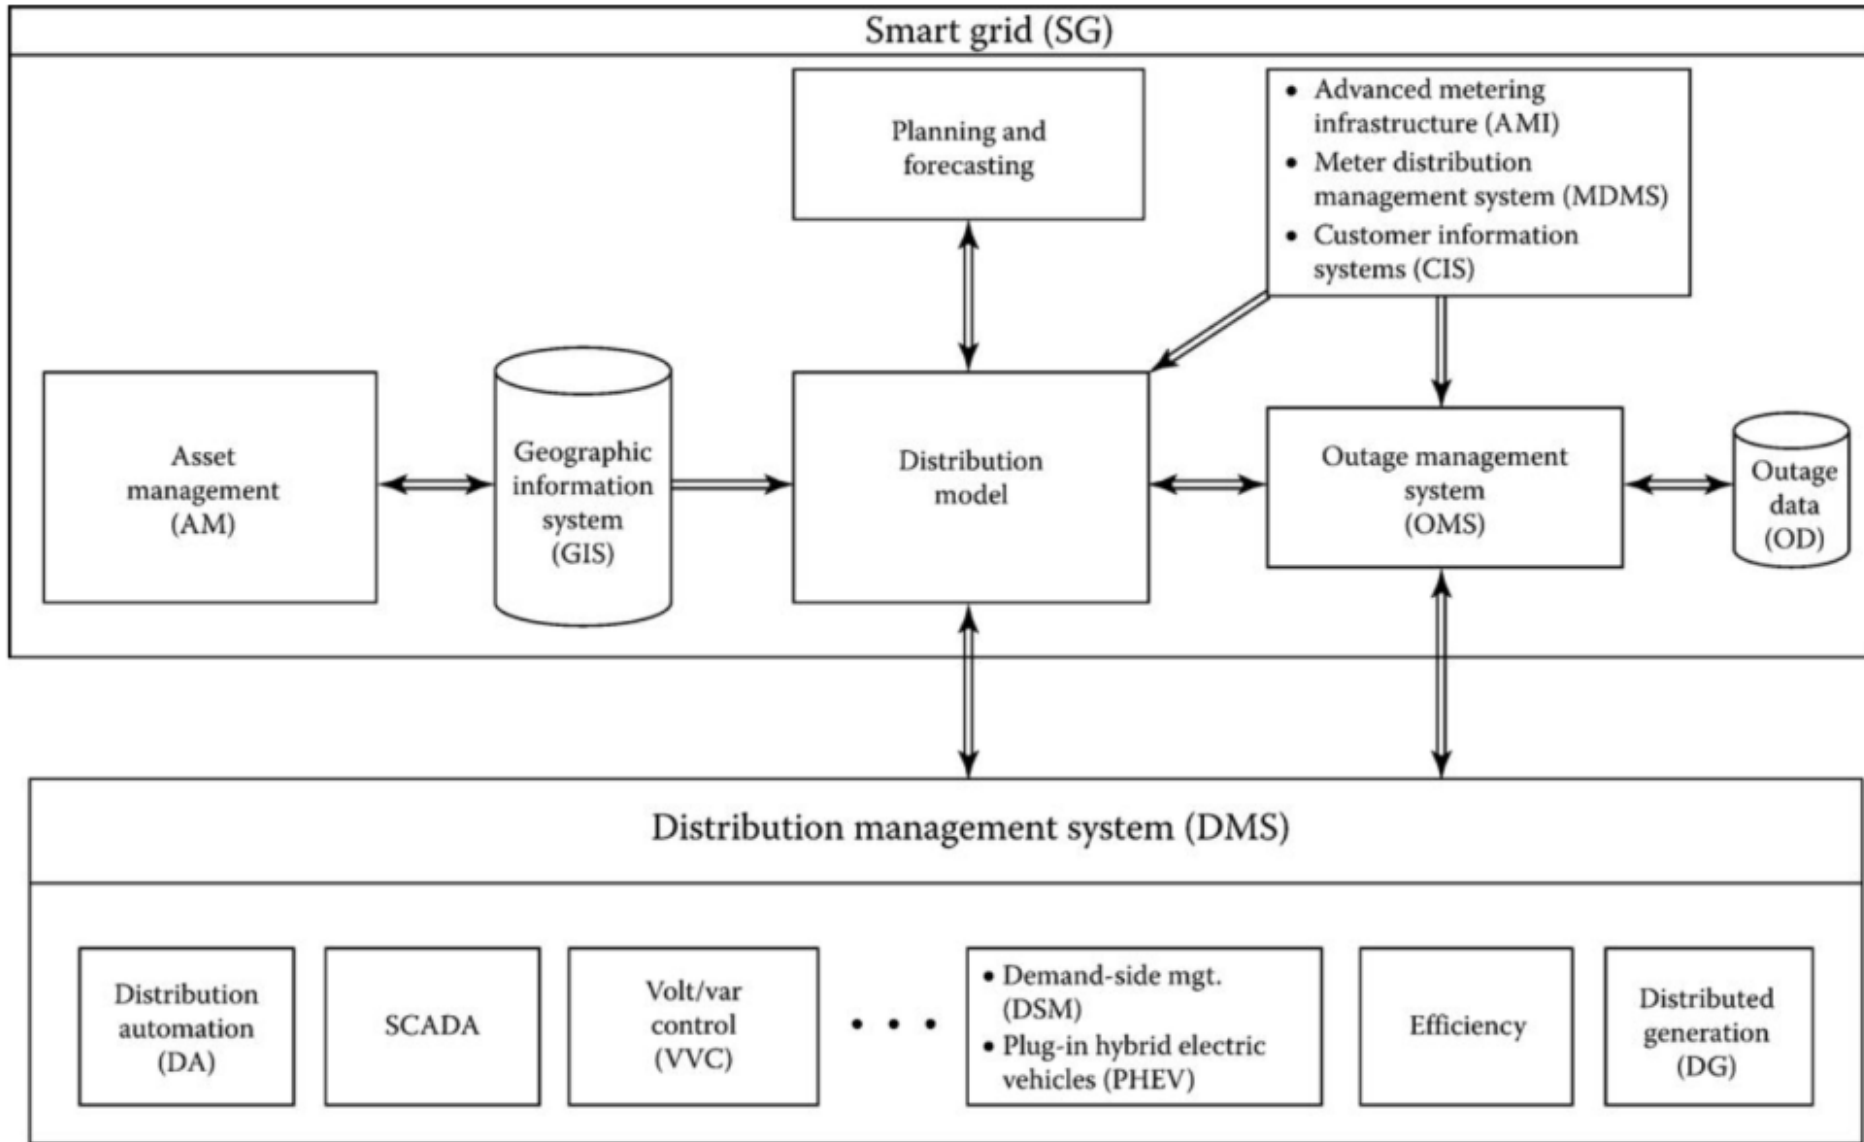 Smart grid (SG)
Planning and
forecasting
• Advanced metering
infrastructure (AMI)
• Meter distribution
management system (MDMS)
• Customer information
systems (CIS)
Asset
management
(AM)
Geographic
information
system
(GIS)
Distribution
model
Outage management
system
(OMS)
Outage
data
(OD)
Distribution management system (DMS)
Distribution
automation
(DA)
SCADA
Volt/var
control
(VVC)
• • •
• Demand-side mgt.
(DSM)
• Plug-in hybrid electric
vehicles (PHEV)
Efficiency
Distributed
generation
(DG)